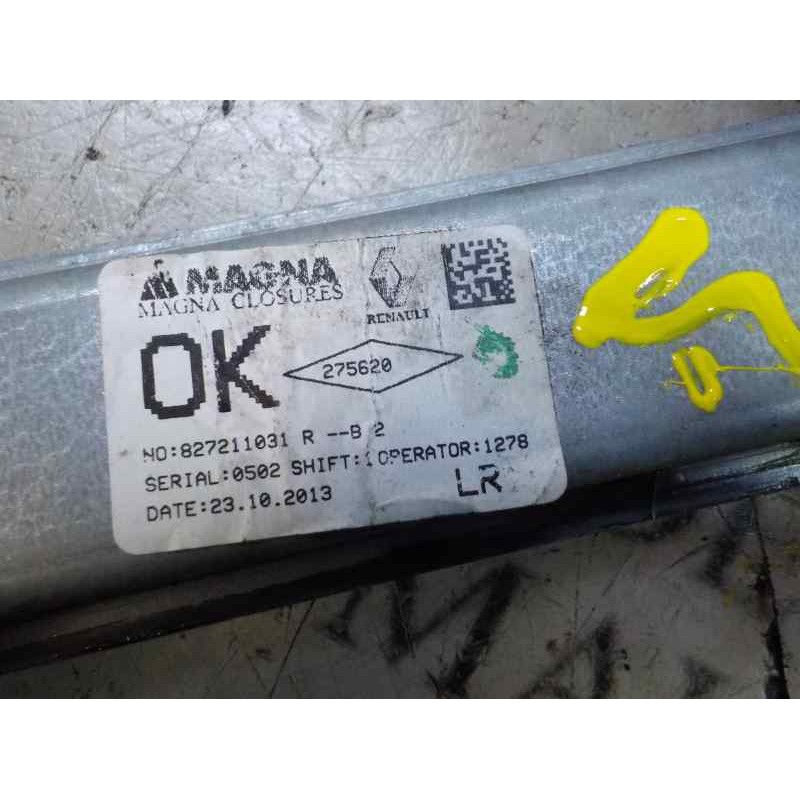 MAGNA
MAGNA CLOSURES
RENAULT
OK
275620
NO:827211031 R --B 2
SERIAL:0502 SHIFT:1 OPERATOR:1278
DATE:23.10.2013
LR